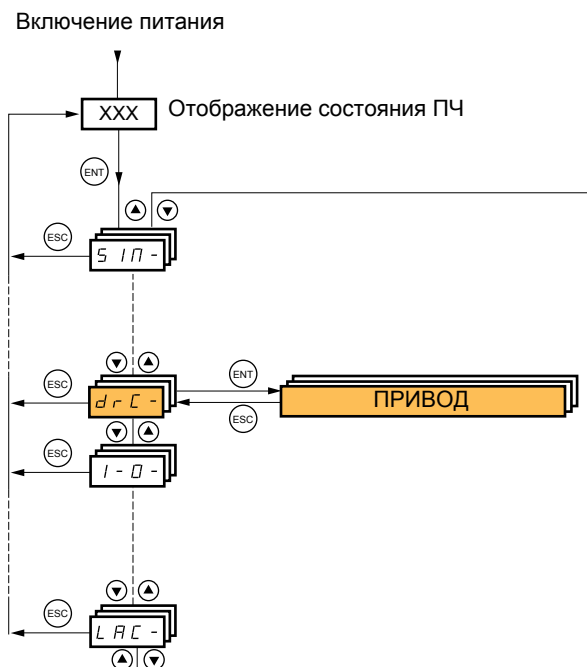 Включение питания
XXX Отображение состояния ПЧ
ENT
ESC
SIM-
ESC
drC-
ENT
ПРИВОД
ESC
ESC
I-O-
ESC
LAC-